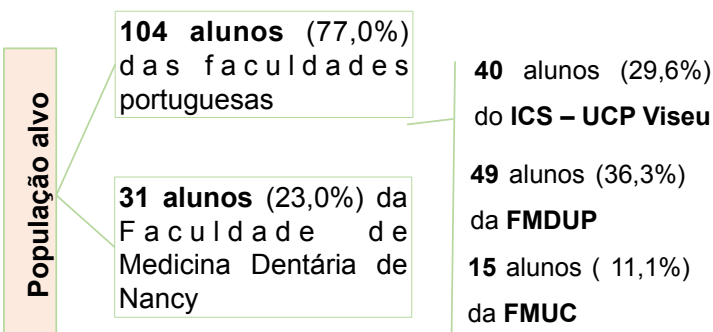 População alvo
104 alunos (77,0%)
das faculdades
portuguesas
31 alunos (23,0%) da
Faculdade de
Medicina Dentária de
Nancy
40 alunos (29,6%)
do ICS – UCP Viseu
49 alunos (36,3%)
da FMDUP
15 alunos ( 11,1%)
da FMUC